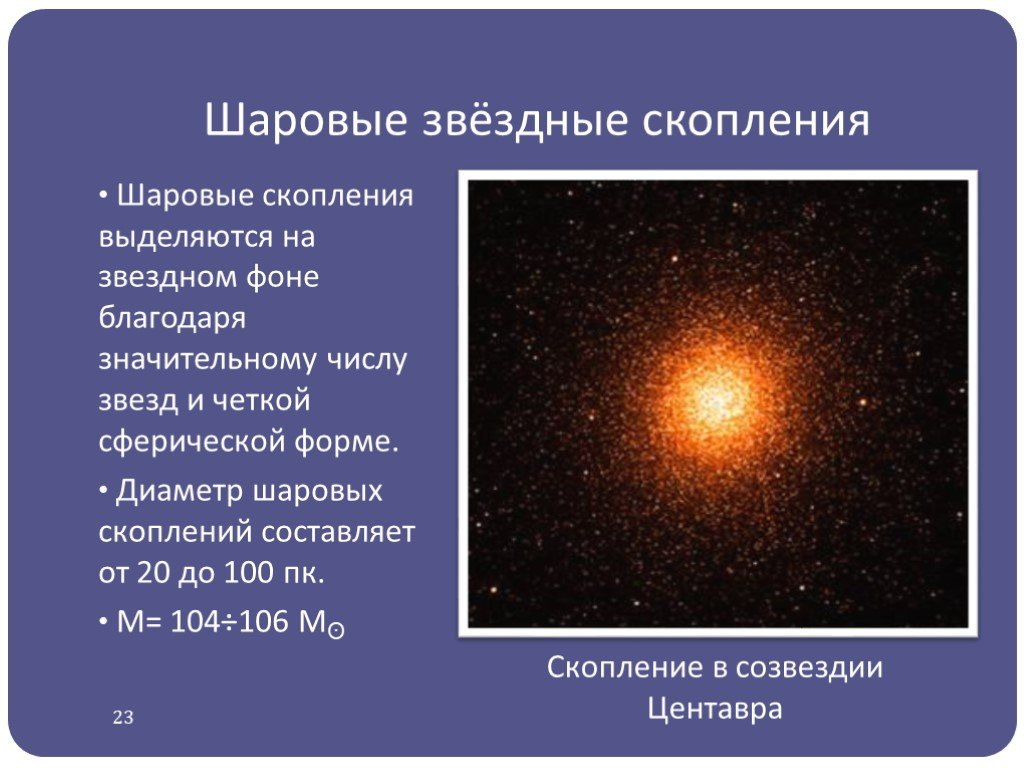 Шаровые звёздные скопления
• Шаровые скопления
выделяются на
звездном фоне
благодаря
значительному числу
звезд и четкой
сферической форме.
• Диаметр шаровых
скоплений составляет
от 20 до 100 пк.
• М= 104÷106 М☉
Скопление в созвездии
Центавра
23